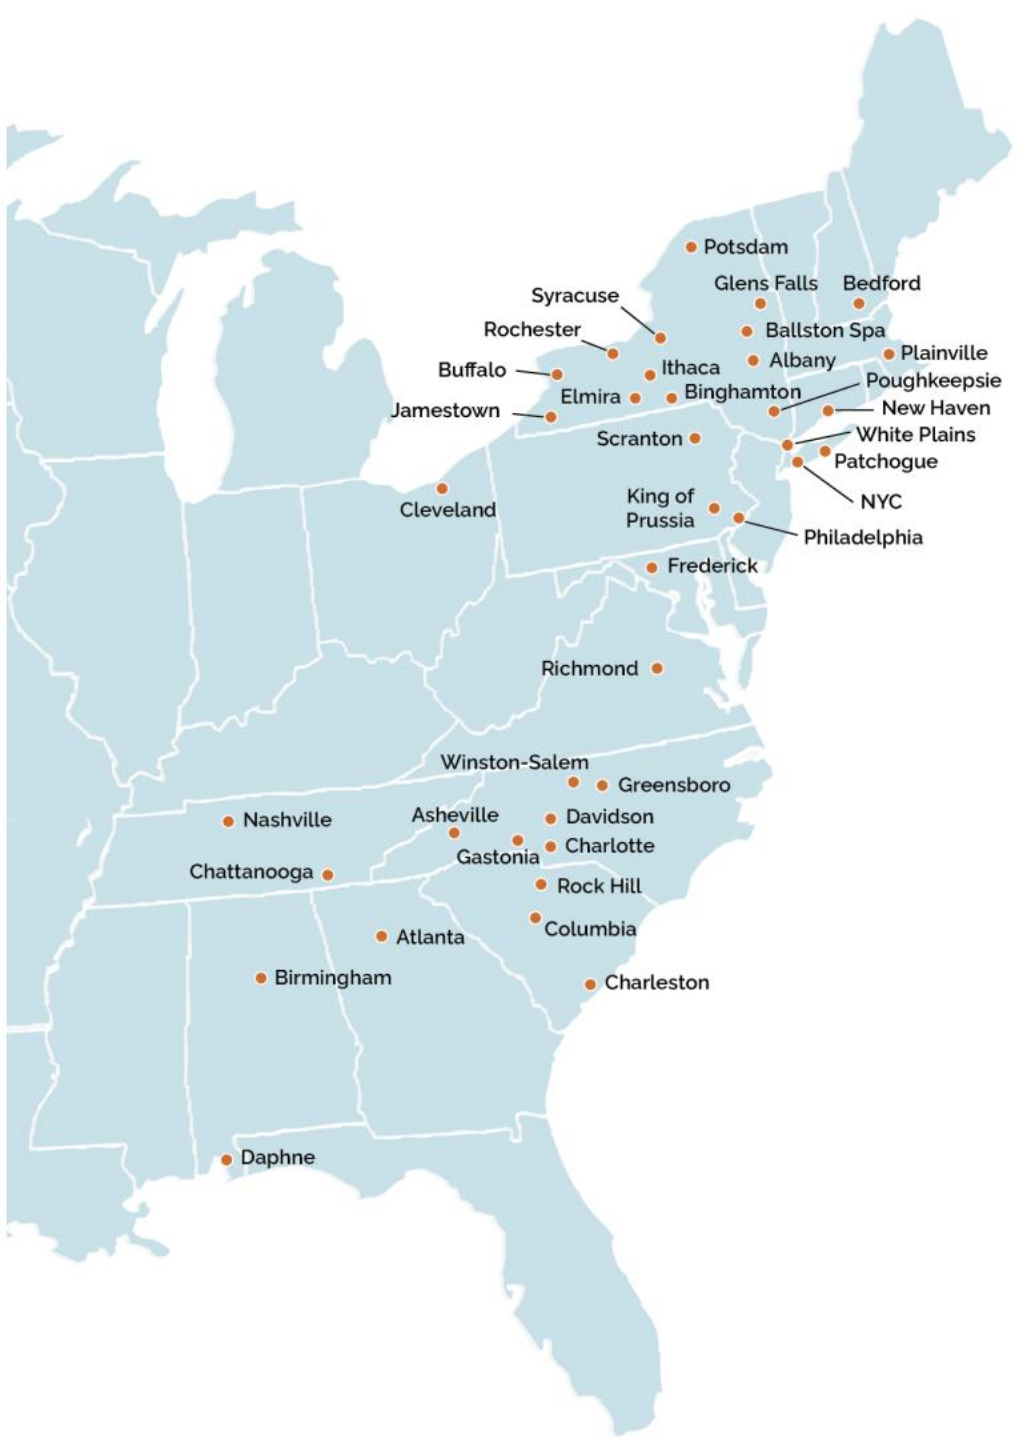 Potsdam
Glens Falls
Bedford
Syracuse
Rochester
Ballston Spa
Plainville
Buffalo
Ithaca
Albany
Elmira
Binghamton
Poughkeepsie
Jamestown
New Haven
Scranton
White Plains
Patchogue
Cleveland
King of
Prussia
NYC
Philadelphia
Frederick
Richmond
Winston-Salem
Greensboro
Nashville
Asheville
Davidson
Gastonia
Charlotte
Chattanooga
Rock Hill
Columbia
Atlanta
Birmingham
Charleston
Daphne